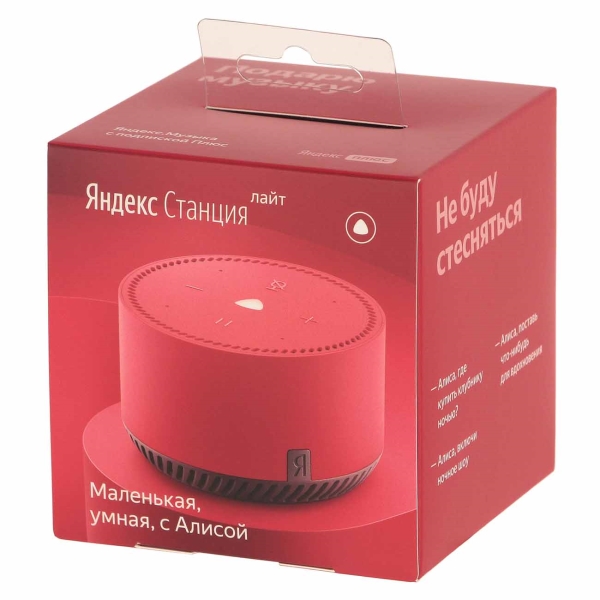 Подарю
музыку
Яндекс.Музыка
с подпиской Плюс
Яндекс плюс
Яндекс Станция лайт
Я
Маленькая,
умная, с Алисой
Не буду
стесняться
— Алиса, где
купить клубнику
ночью?
— Алиса, включи
ночное шоу
— Алиса, поставь
что-нибудь
для вдохновения